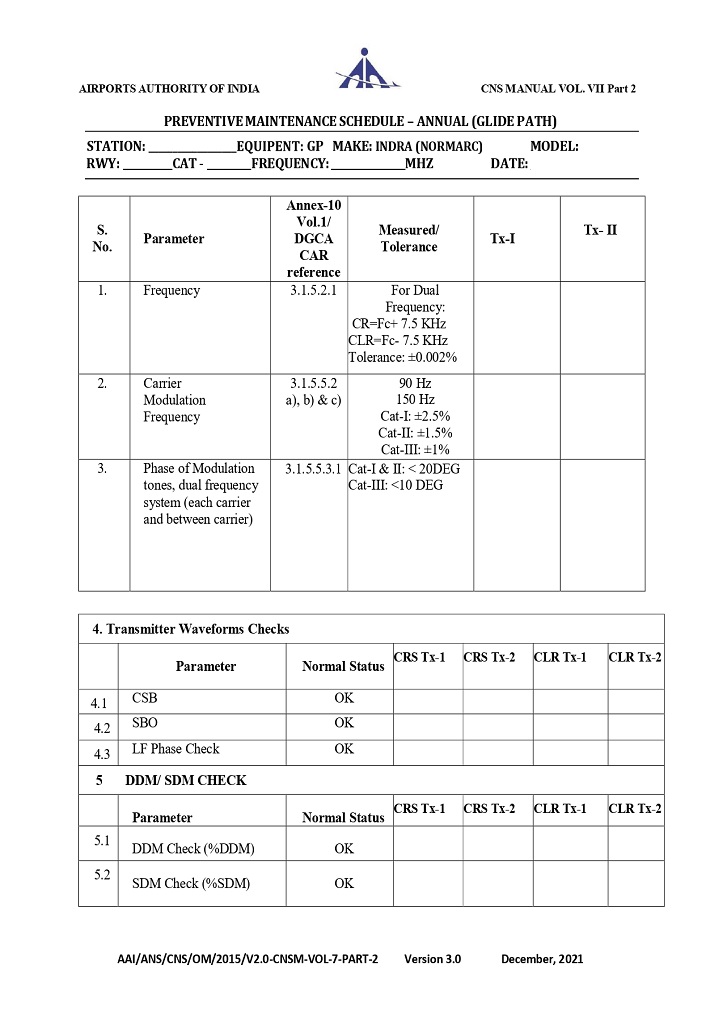 AIRPORTS AUTHORITY OF INDIA CNS MANUAL VOL. VII Part 2
PREVENTIVE MAINTENANCE SCHEDULE – ANNUAL (GLIDE PATH)
STATION: ________________EQUIPENT: GP MAKE: INDRA (NORMARC) MODEL:
RWY: _________CAT - ________FREQUENCY: _____________MHZ DATE:
S. No. Parameter Annex-10 Vol.1/ DGCA CAR reference Measured/ Tolerance Tx-I Tx- II
1. Frequency 3.1.5.2.1 For Dual
Frequency:
CR=Fc+ 7.5 KHz
CLR=Fc- 7.5 KHz
Tolerance: ±0.002%
2. Carrier 3.1.5.5.2 90 Hz
Modulation a), b) & c) 150 Hz
Frequency Cat-I: ±2.5%
Cat-II: ±1.5%
Cat-III: ±1%
3. Phase of Modulation 3.1.5.5.3.1 Cat-I & II: < 20DEG
tones, dual frequency Cat-III: <10 DEG
system (each carrier
and between carrier)
4. Transmitter Waveforms Checks
Parameter Normal Status CRS Tx-1 CRS Tx-2 CLR Tx-1 CLR Tx-2
4.1 CSB OK
4.2 SBO OK
4.3 LF Phase Check OK
5 DDM/ SDM CHECK
Parameter Normal Status CRS Tx-1 CRS Tx-2 CLR Tx-1 CLR Tx-2
5.1 DDM Check (%DDM) OK
5.2 SDM Check (%SDM) OK
AAI/ANS/CNS/OM/2015/V2.0-CNSM-VOL-7-PART-2 Version 3.0 December, 2021